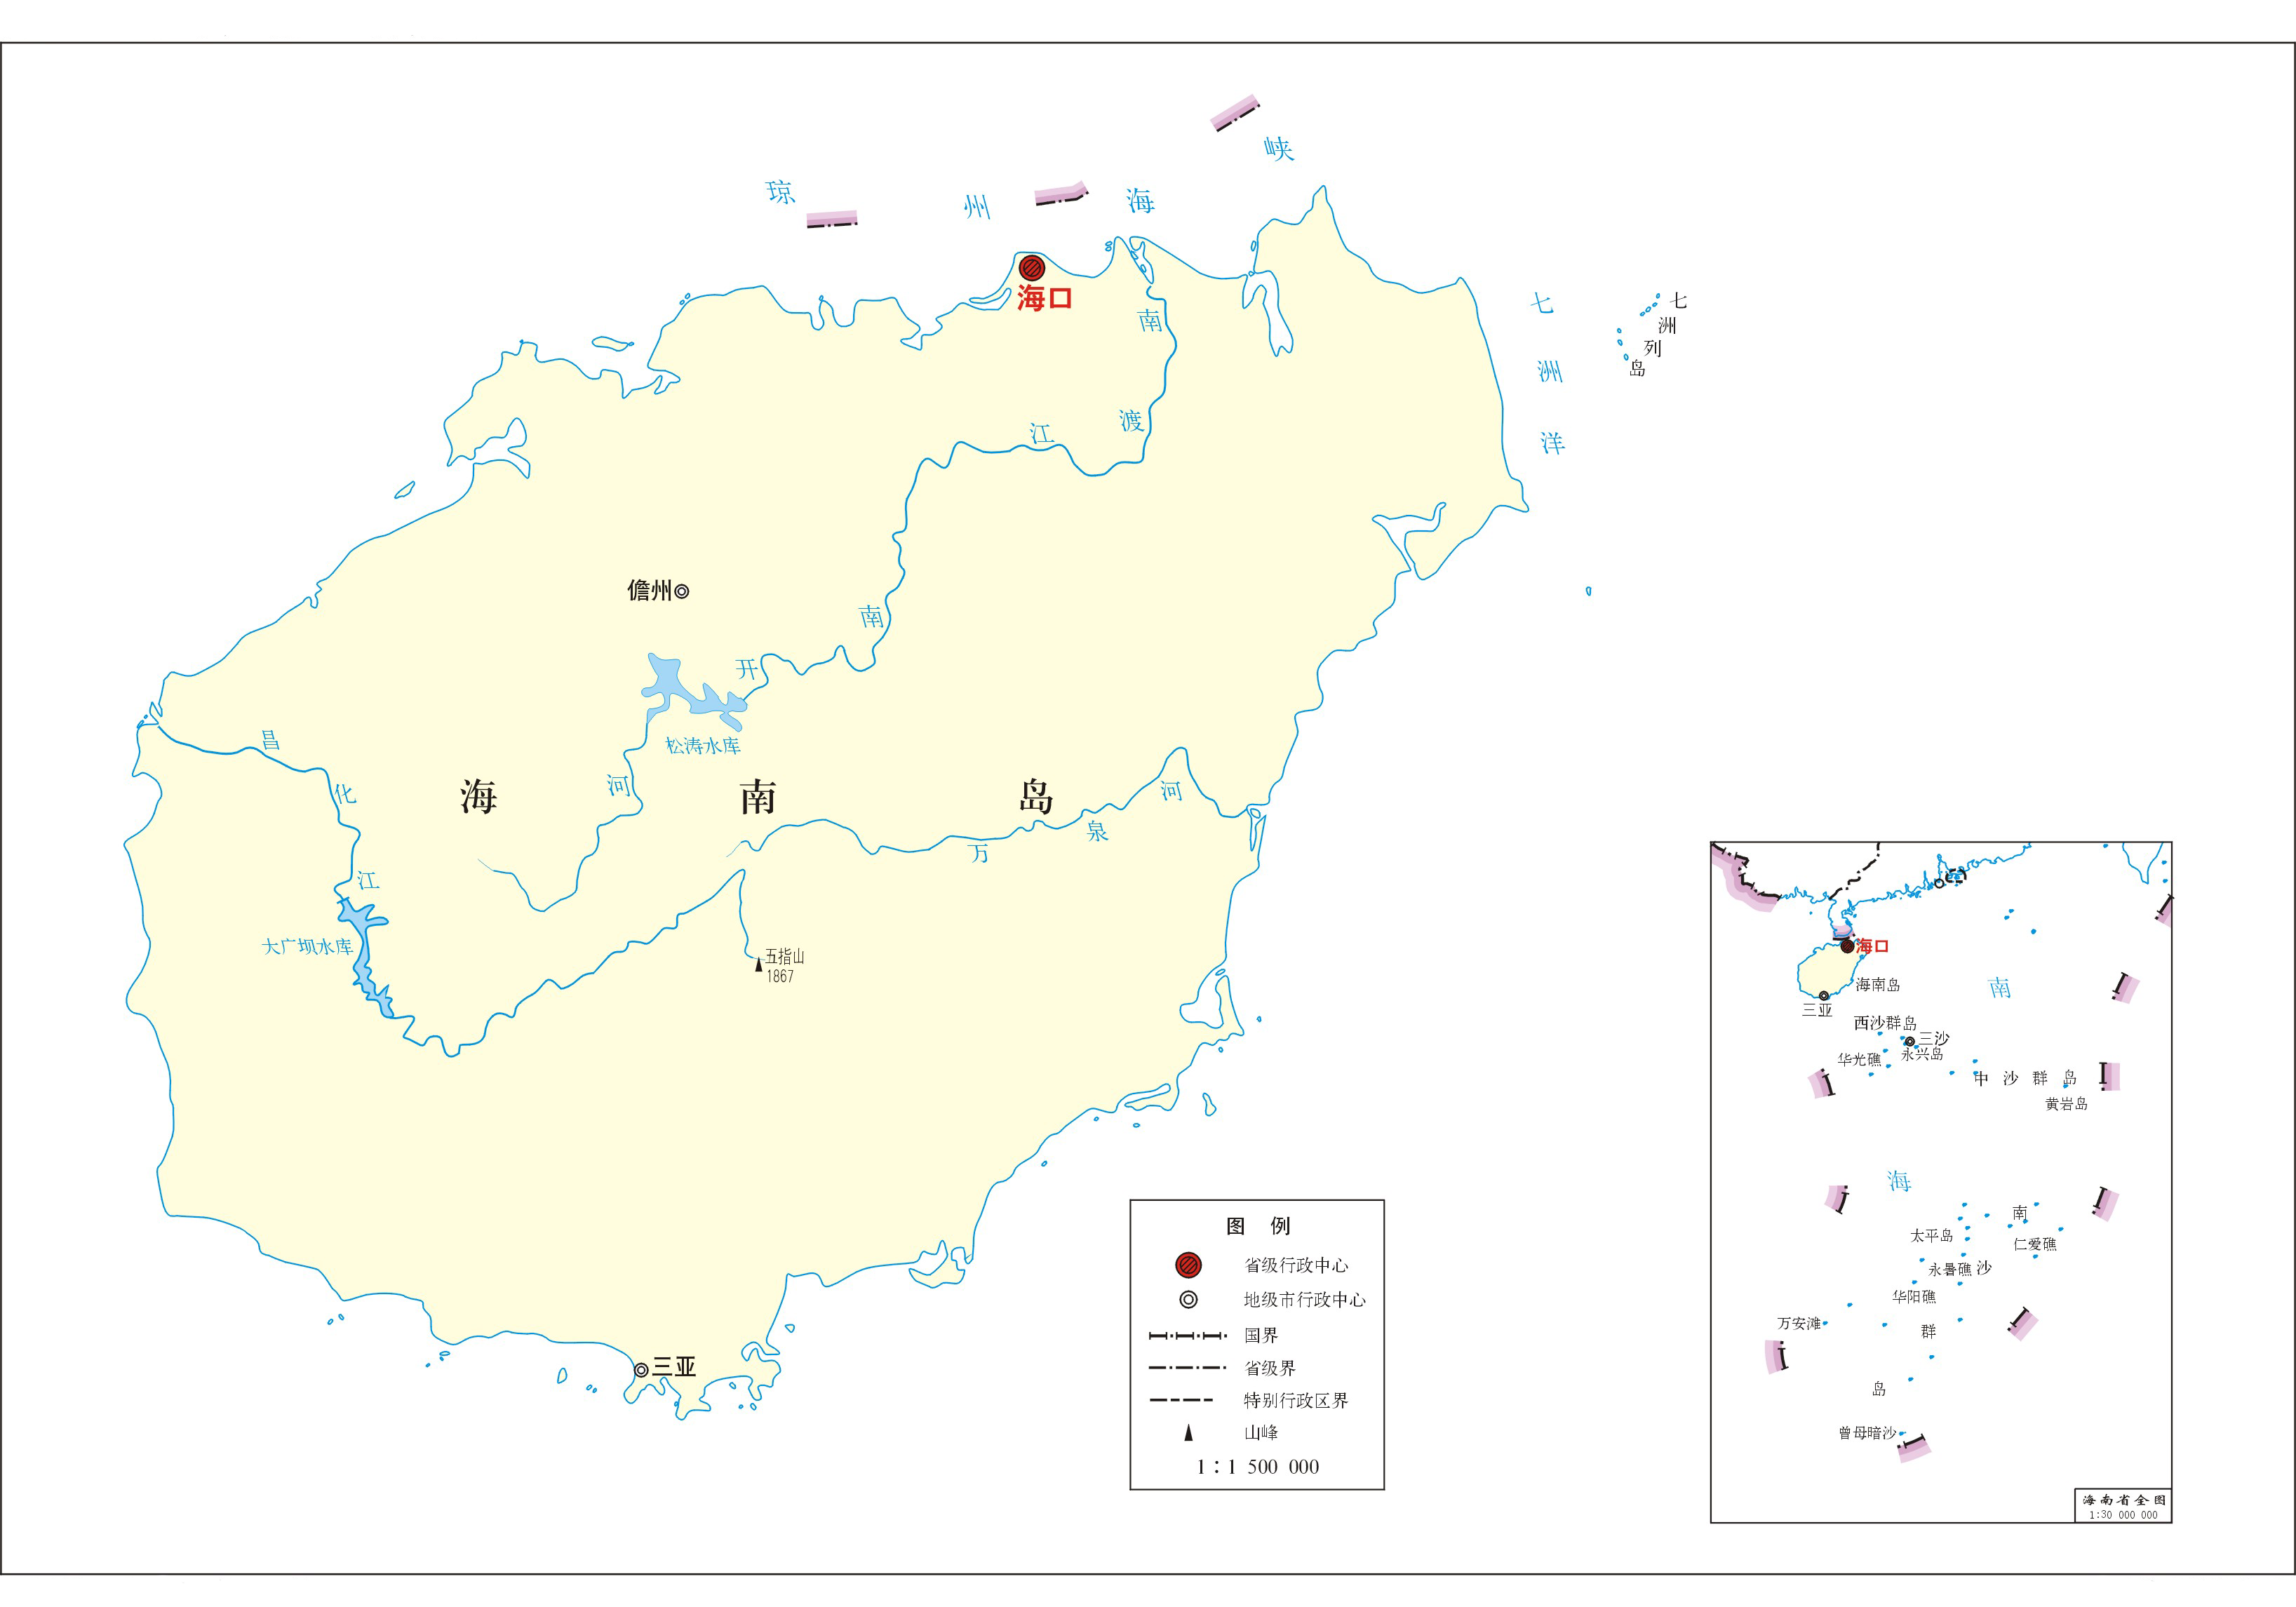 琼州海峡
海口
南渡江
七洲洋
七洲列岛
儋州
南开河
松涛水库
昌化江
海南岛
万泉河
大广坝水库
五指山
1867
三亚
图 例
省级行政中心
地级市行政中心
国界
省级界
特别行政区界
山峰
1：1 500 000
海口
海南岛
三亚
南海
西沙群岛
三沙
永兴岛
华光礁
中沙群岛
黄岩岛
南沙群岛
太平岛
仁爱礁
永暑礁
华阳礁
万安滩
曾母暗沙
海南省全图
1:30 000 000